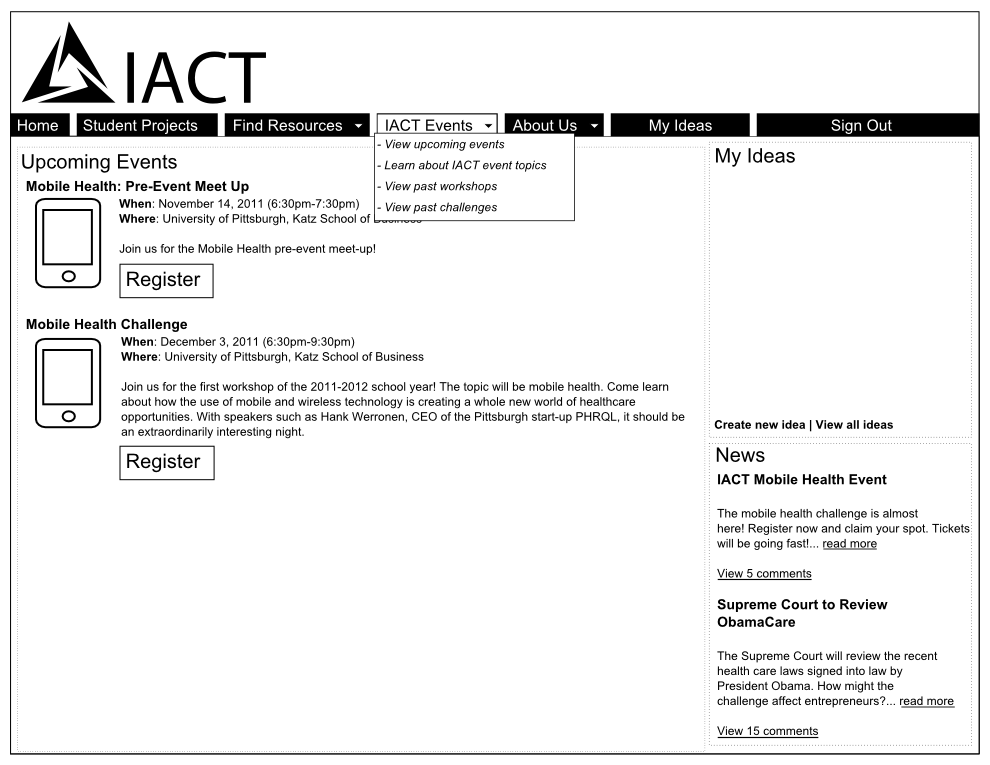 IACT
Home
Student Projects
Find Resources
IACT Events
About Us
My Ideas
Sign Out
- View upcoming events
- Learn about IACT event topics
- View past workshops
- View past challenges
Upcoming Events
Mobile Health: Pre-Event Meet Up
When: November 14, 2011 (6:30pm-7:30pm)
Where: University of Pittsburgh, Katz School of Business
Join us for the Mobile Health pre-event meet-up!
Register
Mobile Health Challenge
When: December 3, 2011 (6:30pm-9:30pm)
Where: University of Pittsburgh, Katz School of Business
Join us for the first workshop of the 2011-2012 school year! The topic will be mobile health. Come learn
about how the use of mobile and wireless technology is creating a whole new world of healthcare
opportunities. With speakers such as Hank Werronen, CEO of the Pittsburgh start-up PHRQL, it should be
an extraordinarily interesting night.
Register
My Ideas
Create new idea | View all ideas
News
IACT Mobile Health Event
The mobile health challenge is almost
here! Register now and claim your spot. Tickets
will be going fast!... read more
View 5 comments
Supreme Court to Review
ObamaCare
The Supreme Court will review the recent
health care laws signed into law by
President Obama. How might the
challenge affect entrepreneurs?... read more
View 15 comments